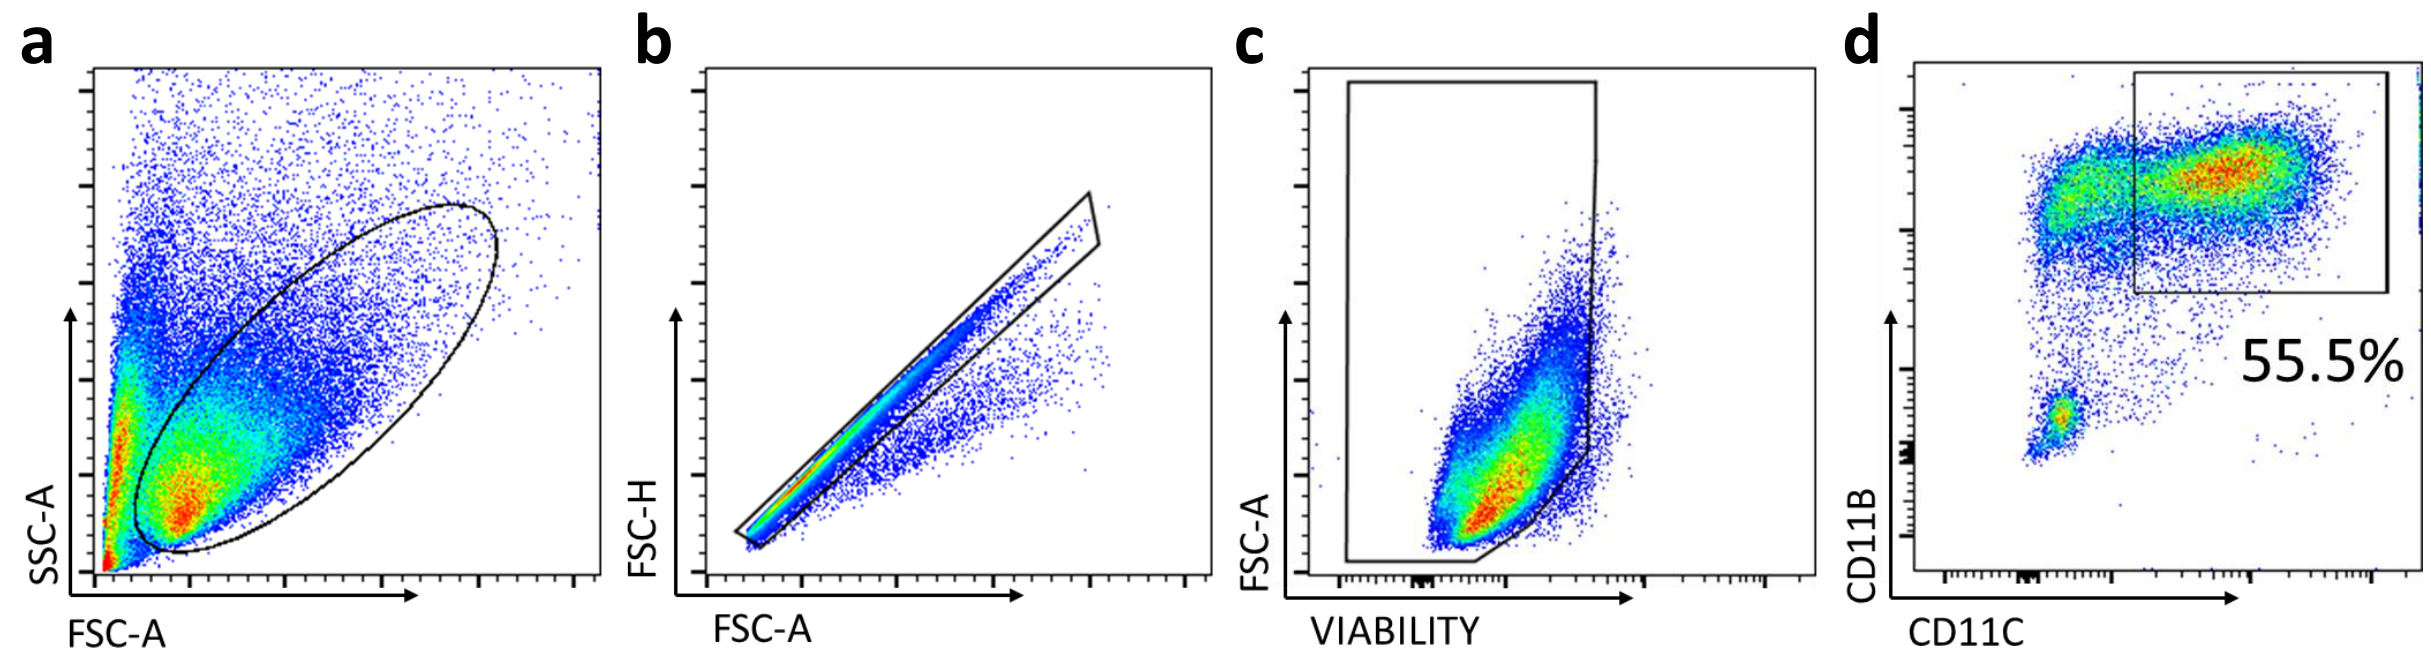 a
SSC-A
FSC-A
b
FSC-H
FSC-A
c
FSC-A
VIABILITY
d
55.5%
CD11B
CD11C